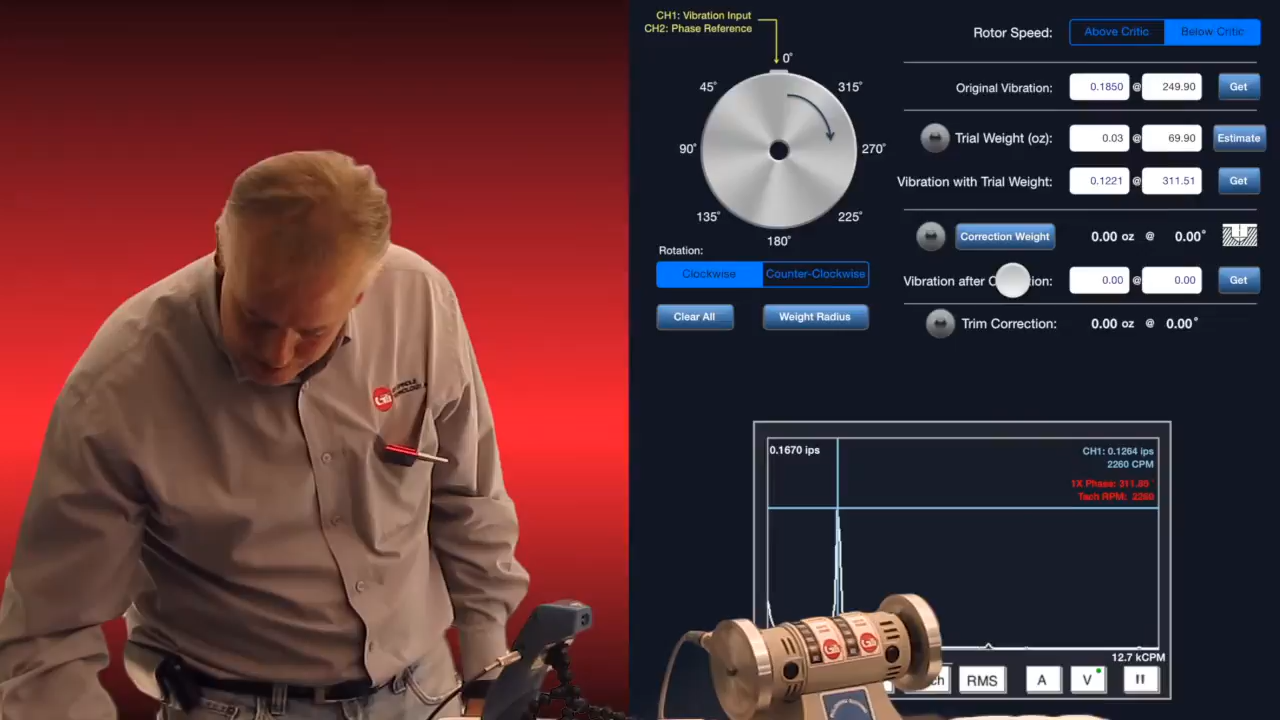 CH1: Vibration Input
CH2: Phase Reference
0°
45°
315°
90°
270°
135°
225°
180°
Rotation:
Clockwise
Counter-Clockwise
Clear All
Weight Radius
Rotor Speed:
Above Critic
Below Critic
Original Vibration:
0.1850 @ 249.90
Get
Trial Weight (oz):
0.03 @ 69.90
Estimate
Vibration with Trial Weight:
0.1221 @ 311.51
Get
Correction Weight
0.00 oz @ 0.00°
Vibration after C ion:
0.00 @ 0.00
Get
Trim Correction:
0.00 oz @ 0.00°
0.1670 ips
CH1: 0.1264 ips
2260 CPM
1X Phase: 311.89 °
Tach RPM: 2260
12.7 kCPM
ch
RMS
A
V